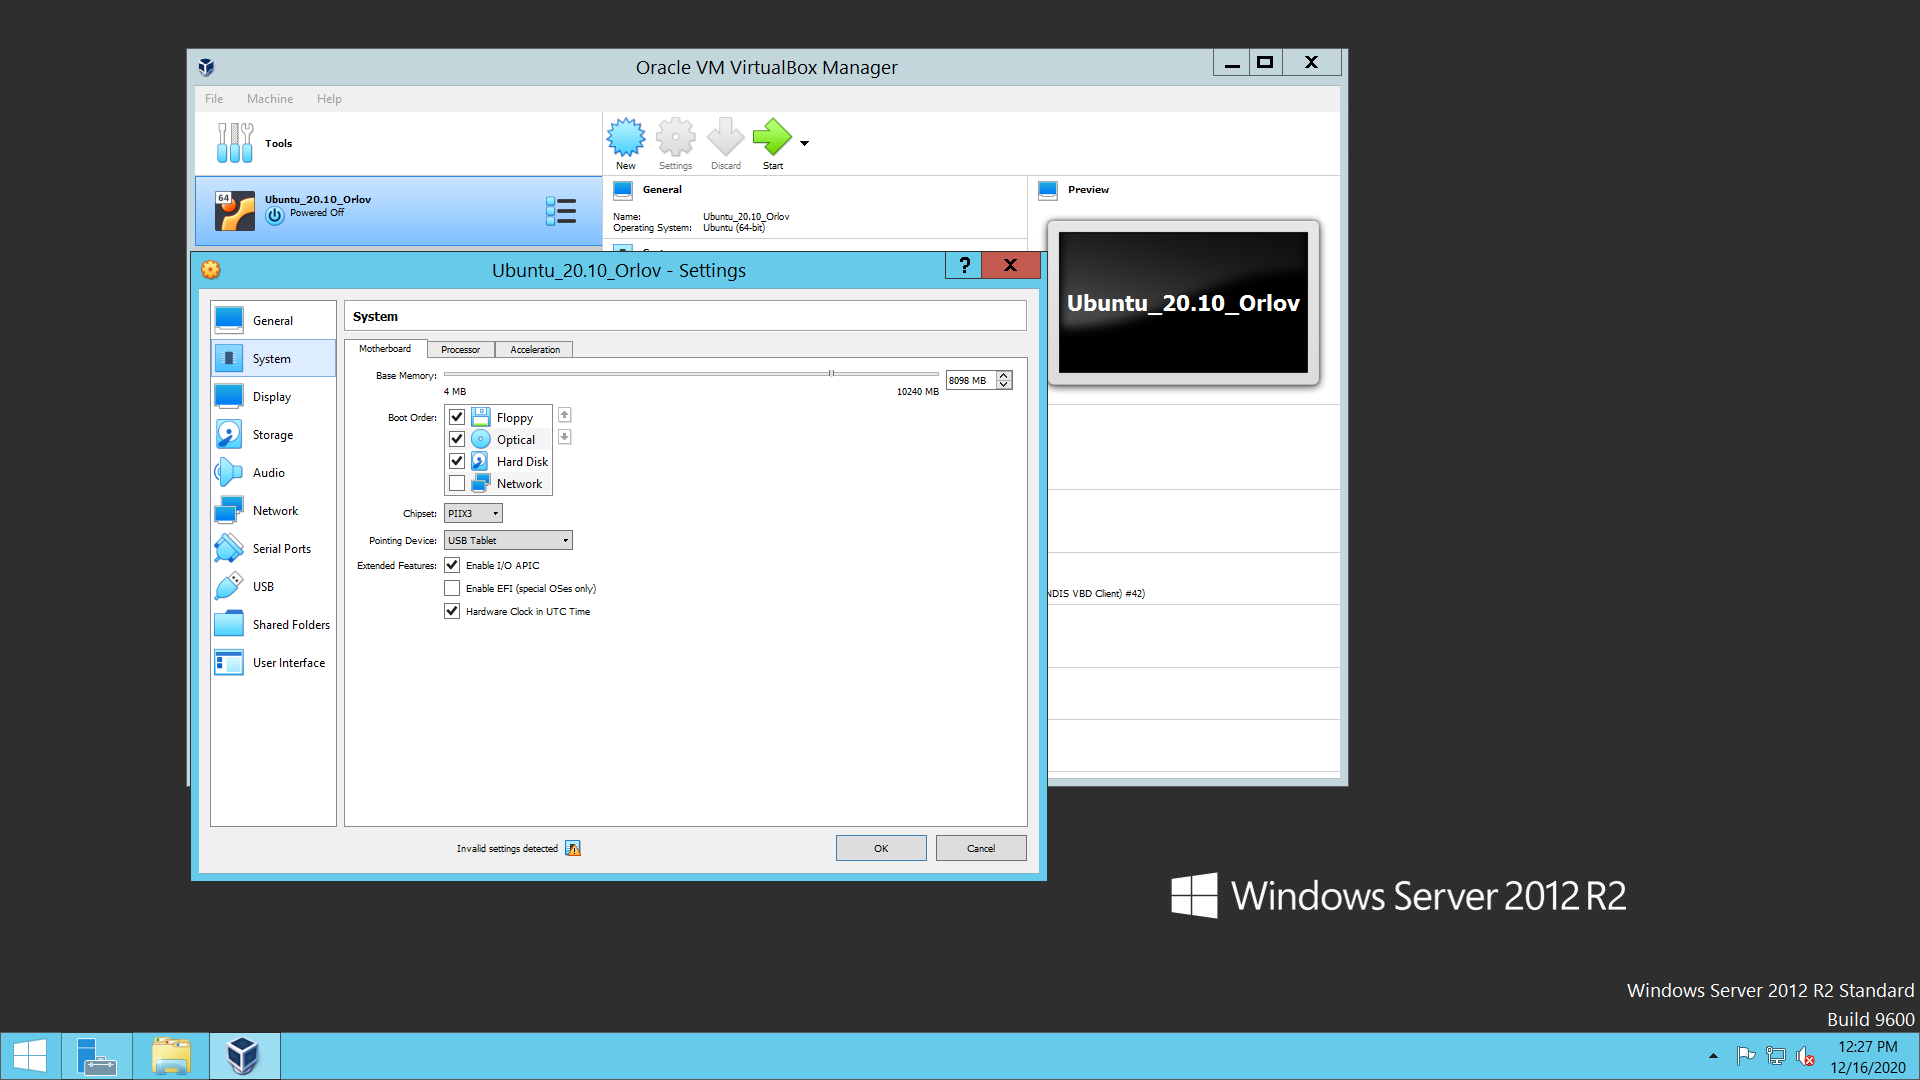 Oracle VM VirtualBox Manager
File Machine Help
Tools
New Settings Discard Start
64
Ubuntu_20.10_Orlov
Powered Off
General
Name: Ubuntu_20.10_Orlov
Operating System: Ubuntu (64-bit)
Preview
Ubuntu_20.10_Orlov
Ubuntu_20.10_Orlov - Settings
? X
General
System
Display
Storage
Audio
Network
Serial Ports
USB
Shared Folders
User Interface
System
Motherboard Processor Acceleration
Base Memory: 8098 MB
4 MB 10240 MB
Boot Order: Floppy
Optical
Hard Disk
Network
Chipset: PIIX3
Pointing Device: USB Tablet
Extended Features: Enable I/O APIC
Enable EFI (special OSes only)
Hardware Clock in UTC Time
Invalid settings detected
OK Cancel
NDIS VBD Client) #42)
Windows Server 2012 R2
Windows Server 2012 R2 Standard
Build 9600
12:27 PM
12/16/2020